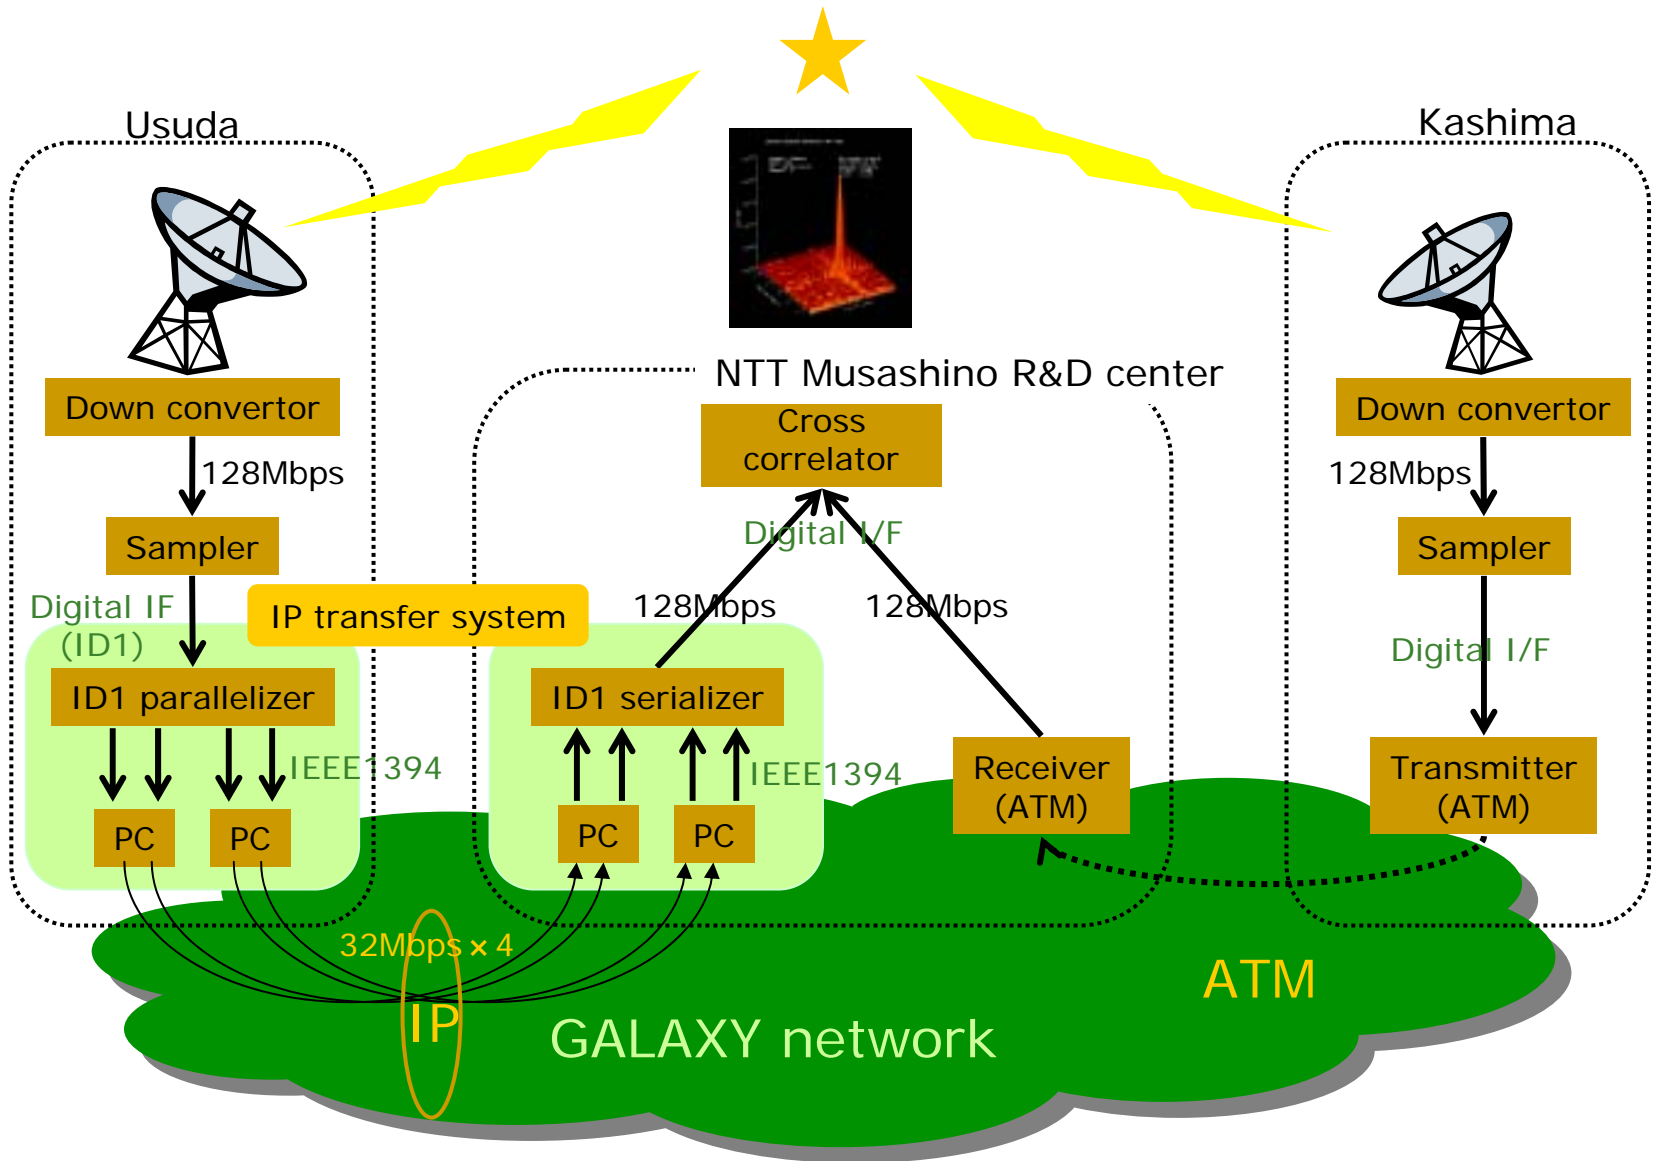 Usuda
Kashima
NTT Musashino R&D center
Down convertor
Cross
correlator
Down convertor
128Mbps
128Mbps
Sampler
Digital I/F
Sampler
Digital IF
(ID1)
IP transfer system
128Mbps
128Mbps
Digital I/F
ID1 parallelizer
ID1 serializer
IEEE1394
IEEE1394
Receiver
(ATM)
Transmitter
(ATM)
PC
PC
PC
PC
32Mbps×4
ATM
IP
GALAXY network